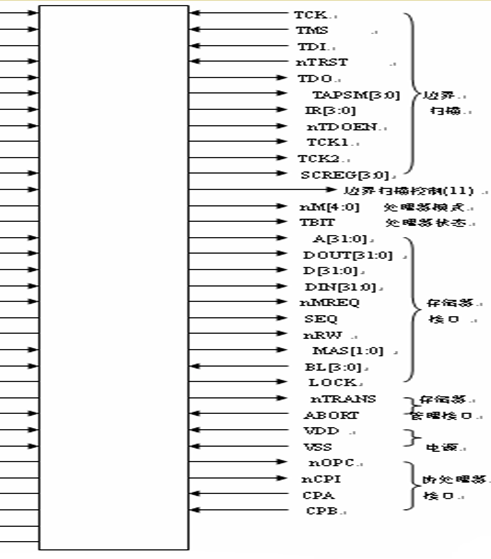 TCK
TMS
TDI
nTRST
TDO
TAPSM[3:0] 边界
IR[3:0] 扫描
nTDOEN
TCK1
TCK2
SCREG[3:0]
边界扫描控制(11)
nM[4:0] 处理器模式
TBIT 处理器状态
A[31:0]
DOUT[31:0]
D[31:0]
DIN[31:0]
nMREQ 存储器
SEQ 接口
nRW
MAS[1:0]
BL[3:0]
LOCK
nTRANS 存储器
ABORT 管理接口
VDD
VSS 电源
nOPC
nCPI 协处理器
CPA 接口
CPB